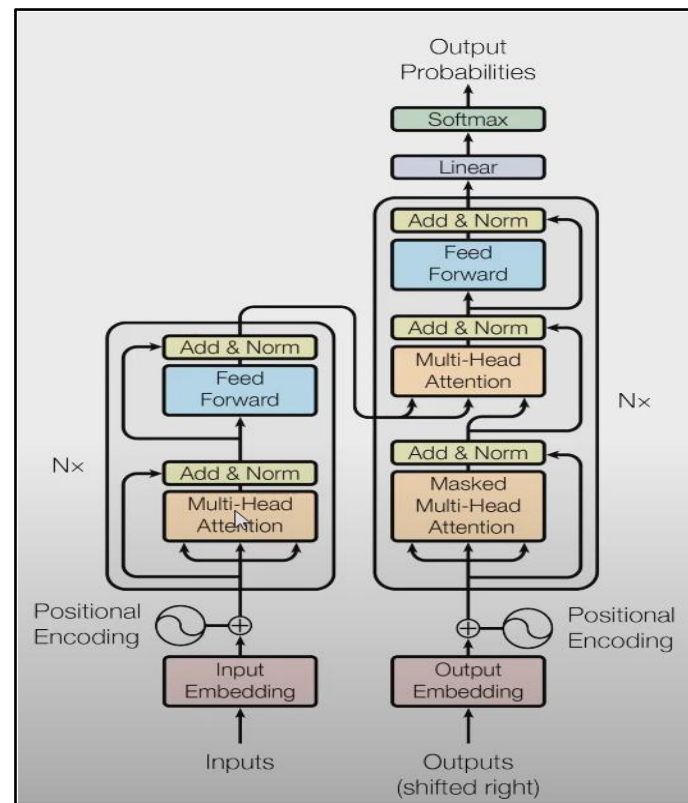 Output
Probabilities
Softmax
Linear
Add & Norm
Feed
Forward
Add & Norm
Multi-Head
Attention
Add & Norm
Masked
Multi-Head
Attention
Nx
Add & Norm
Feed
Forward
Add & Norm
Multi-Head
Attention
Nx
Positional
Encoding
Positional
Encoding
Input
Embedding
Output
Embedding
Inputs
Outputs
(shifted right)